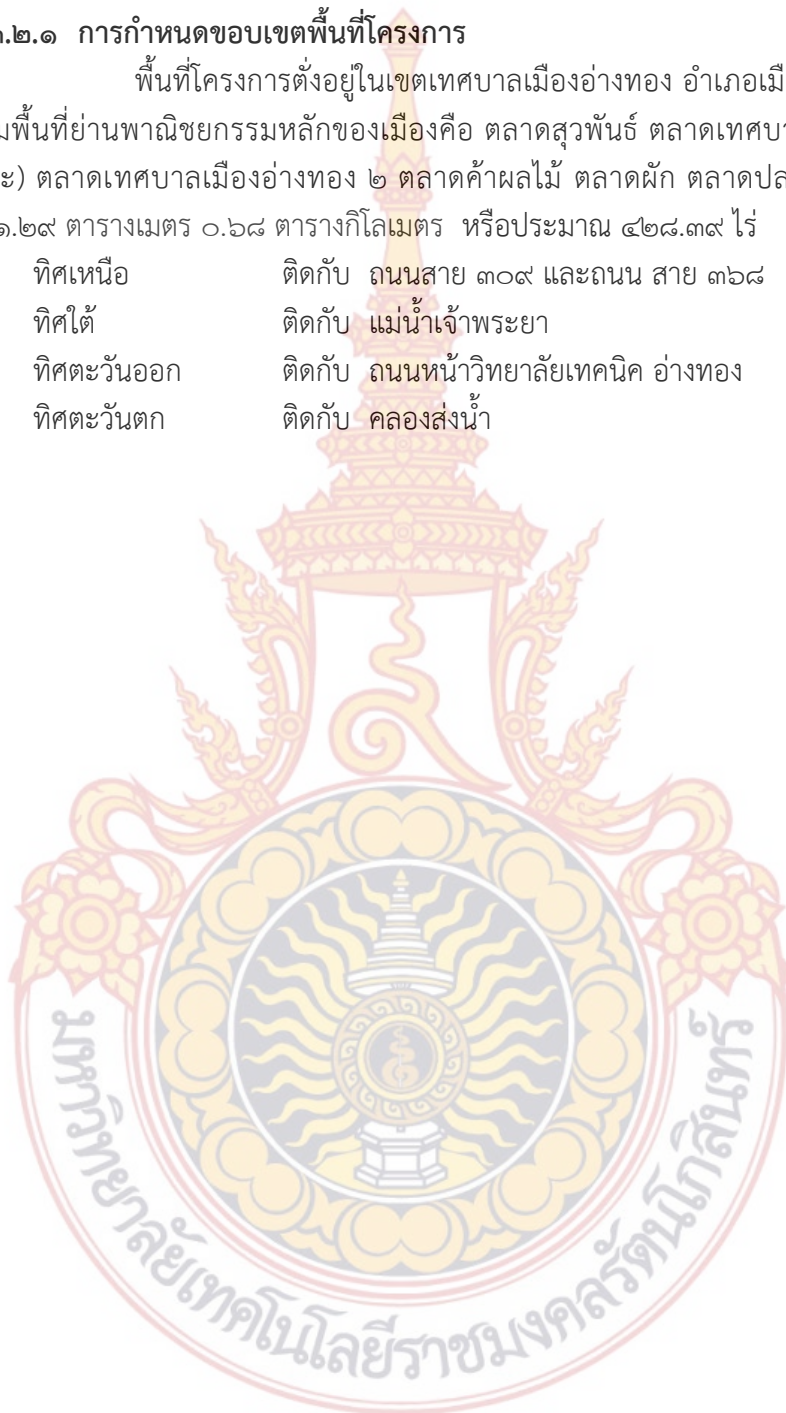 .๒.๑ การกำหนดขอบเขตพื้นที่โครงการ
พื้นที่โครงการตั่งอยู่ในเขตเทศบาลเมืองอ่างทอง อำเภอเมื
มพื้นที่ย่านพาณิชยกรรมหลักของเมืองคือ ตลาดสุวพันธ์ ตลาดเทศบา
ะ) ตลาดเทศบาลเมืองอ่างทอง ๒ ตลาดค้าผลไม้ ตลาดผัก ตลาดปล
๑.๒๙ ตารางเมตร ๐.๖๘ ตารางกิโลเมตร หรือประมาณ ๔๒๘.๓๙ ไร่
ทิศเหนือ ติดกับ ถนนสาย ๓๐๙ และถนน สาย ๓๖๘
ทิศใต้ ติดกับ แม่น้ำเจ้าพระยา
ทิศตะวันออก ติดกับ ถนนหน้าวิทยาลัยเทคนิค อ่างทอง
ทิศตะวันตก ติดกับ คลองส่งน้ำ
มหาวิทยาลัยเทคโนโลยีราชมงคลรัตนโกสินทร์